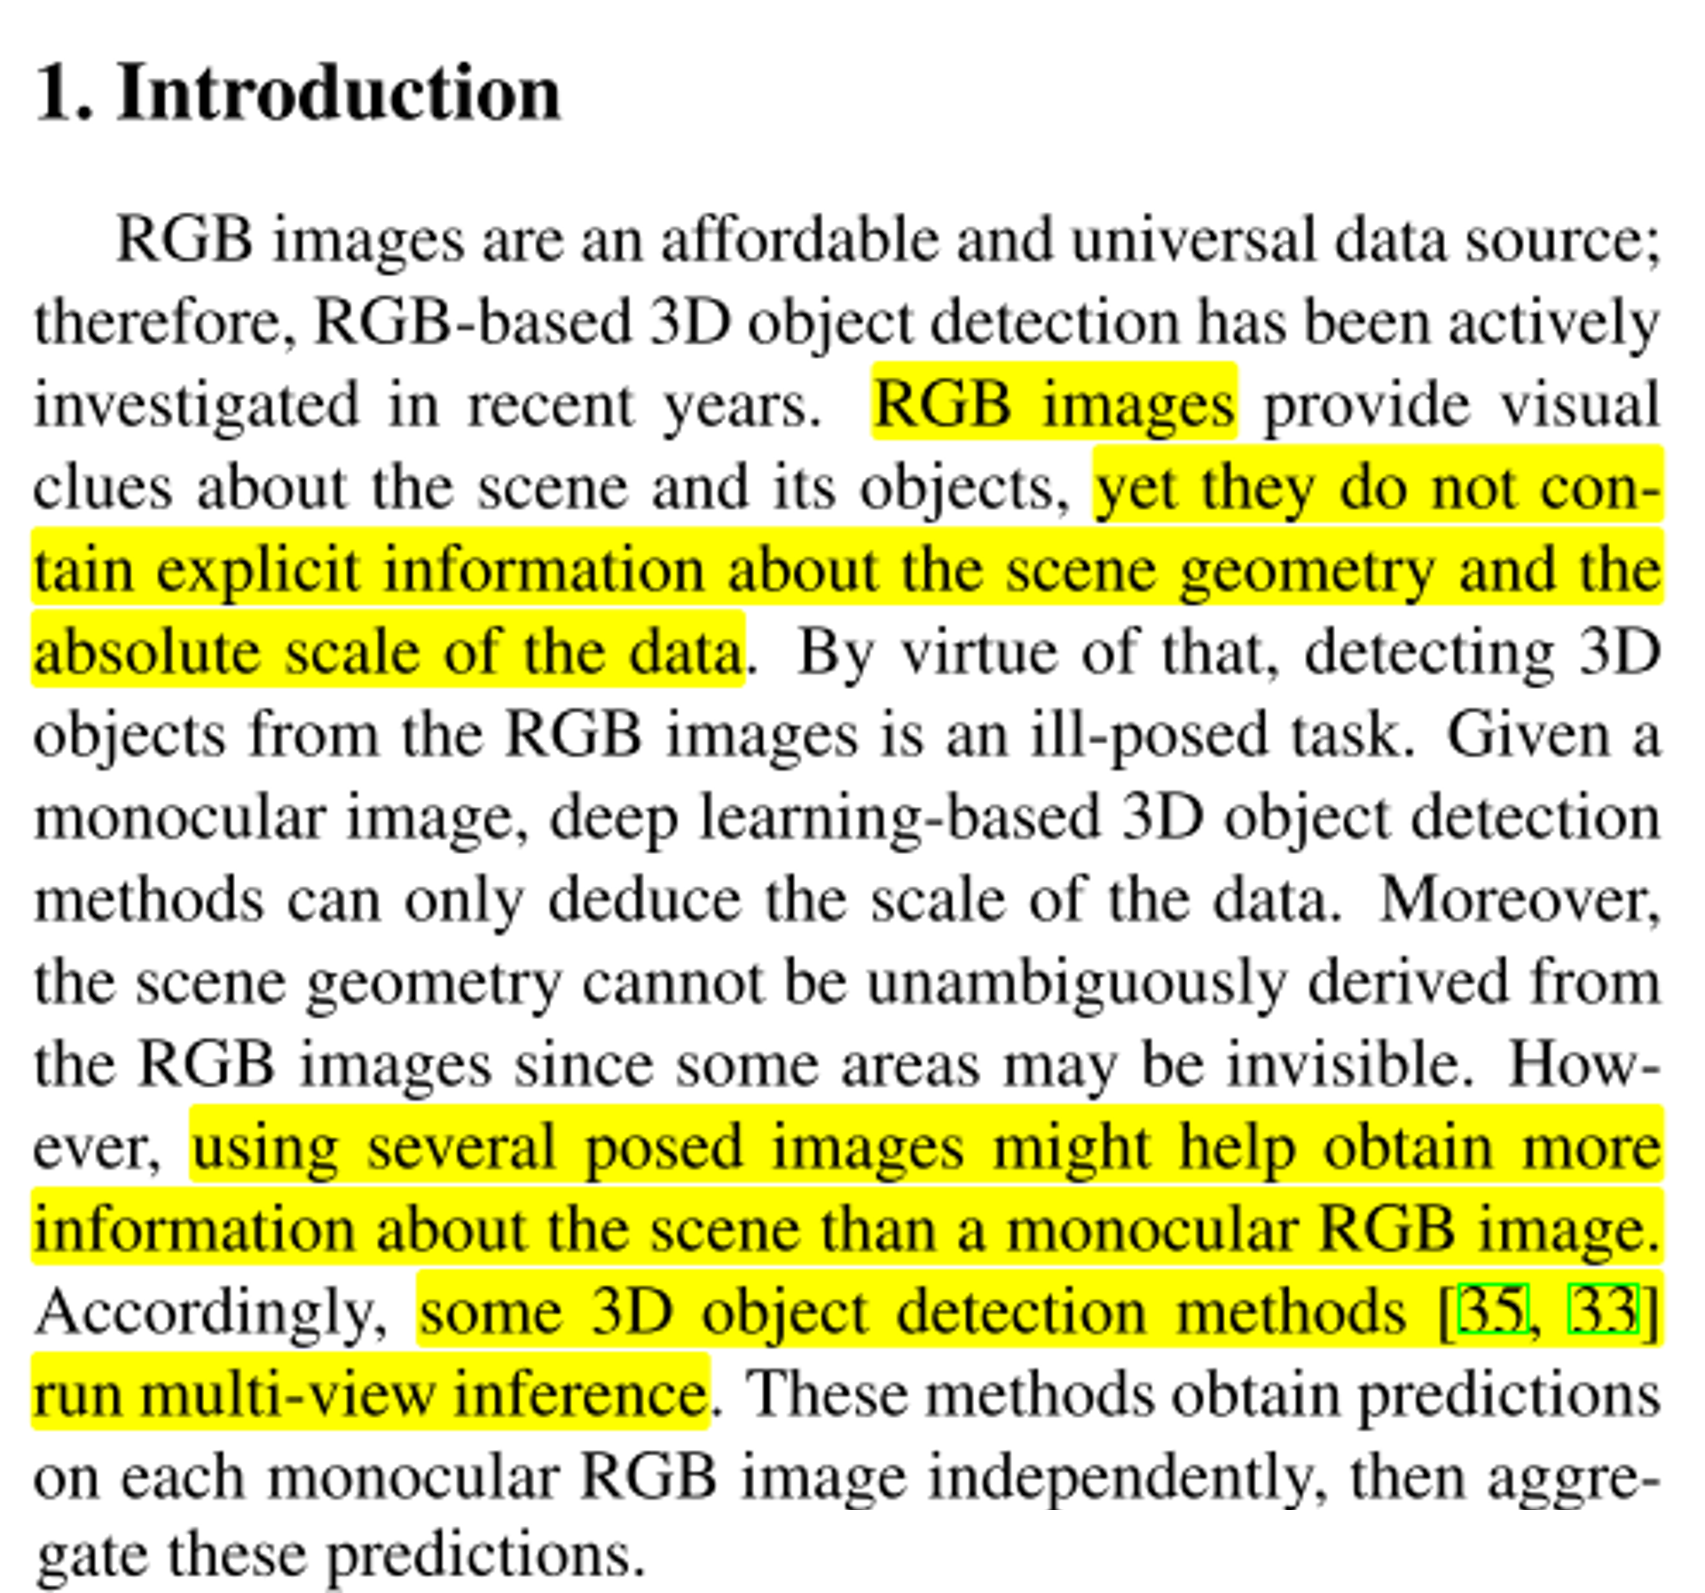 1. Introduction
RGB images are an affordable and universal data source;
therefore, RGB-based 3D object detection has been actively
investigated in recent years. RGB images provide visual
clues about the scene and its objects, yet they do not con-
tain explicit information about the scene geometry and the
absolute scale of the data. By virtue of that, detecting 3D
objects from the RGB images is an ill-posed task. Given a
monocular image, deep learning-based 3D object detection
methods can only deduce the scale of the data. Moreover,
the scene geometry cannot be unambiguously derived from
the RGB images since some areas may be invisible. How-
ever, using several posed images might help obtain more
information about the scene than a monocular RGB image.
Accordingly, some 3D object detection methods [35, 33]
run multi-view inference. These methods obtain predictions
on each monocular RGB image independently, then aggre-
gate these predictions.